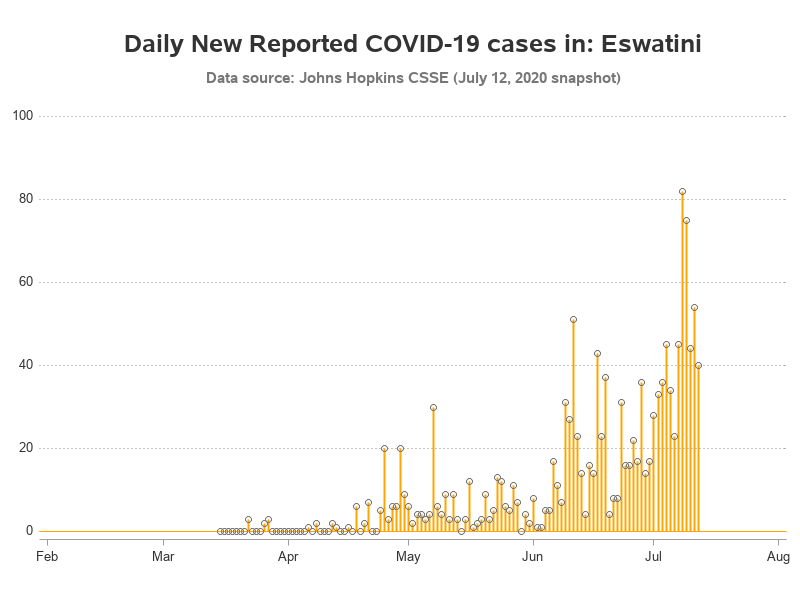 Daily New Reported COVID-19 cases in: Eswatini
Data source: Johns Hopkins CSSE (July 12, 2020 snapshot)
100
80
60
40
20
0
Feb Mar Apr May Jun Jul Aug